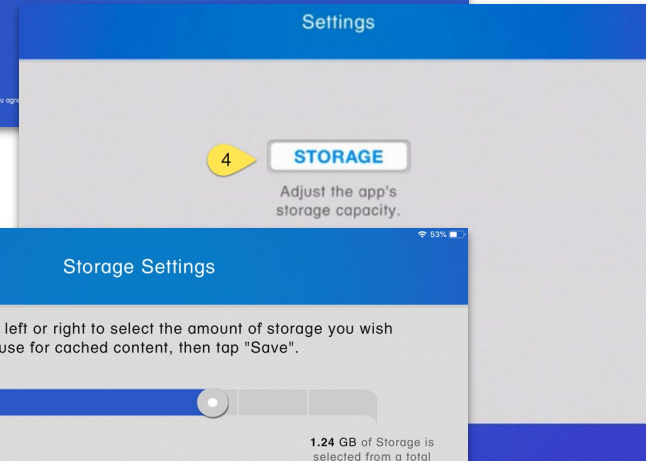 Settings
u agre
4
STORAGE
Adjust the app's
storage capacity.
53%
Storage Settings
left or right to select the amount of storage you wish
use for cached content, then tap "Save".
1.24 GB of Storage is
selected from a total